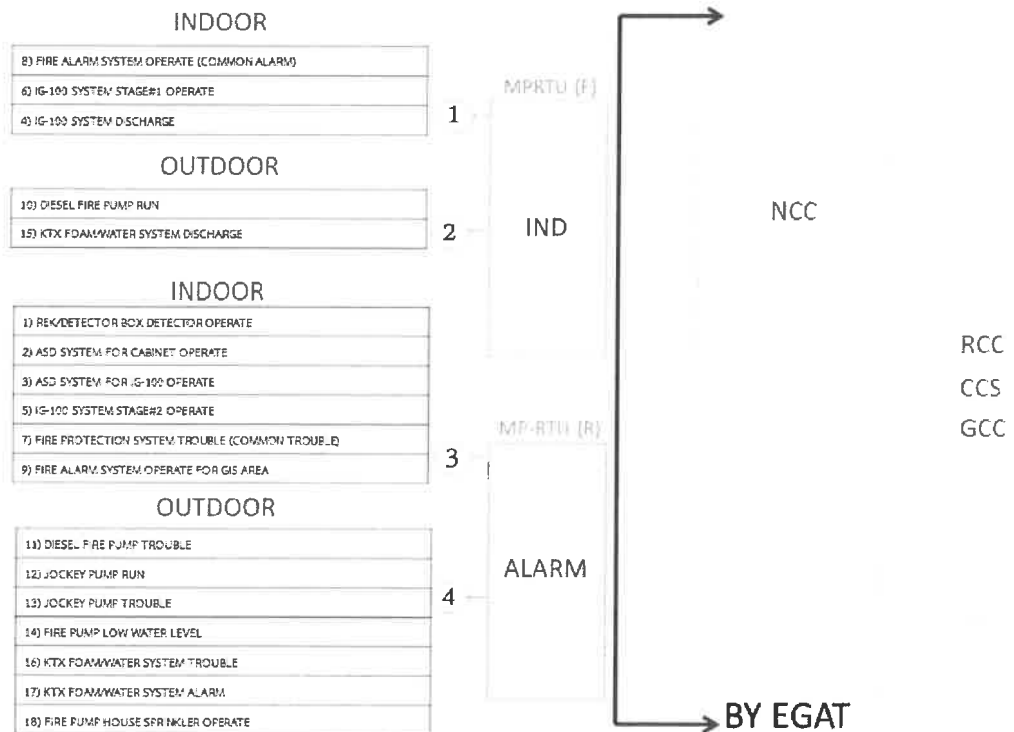 INDOOR
8) FIRE ALARM SYSTEM OPERATE (COMMON ALARM)
6) IG-100 SYSTEM STAGE#1 OPERATE
4) IG-100 SYSTEM DISCHARGE
1
OUTDOOR
10) DIESEL FIRE PUMP RUN
15) KTX FOAM/WATER SYSTEM DISCHARGE
2
INDOOR
1) REK/DETECTOR BOX DETECTOR OPERATE
2) ASD SYSTEM FOR CABINET OPERATE
3) ASD SYSTEM FOR IG-100 OPERATE
5) IG-100 SYSTEM STAGE#2 OPERATE
7) FIRE PROTECTION SYSTEM TROUBLE (COMMON TROUBLE)
9) FIRE ALARM SYSTEM OPERATE FOR GIS AREA
3
OUTDOOR
11) DIESEL FIRE PUMP TROUBLE
12) JOCKEY PUMP RUN
13) JOCKEY PUMP TROUBLE
14) FIRE PUMP LOW WATER LEVEL
16) KTX FOAM/WATER SYSTEM TROUBLE
17) KTX FOAM/WATER SYSTEM ALARM
18) FIRE PUMP HOUSE SPRINKLER OPERATE
4
MPRTU (F)
IND
MP-RTU (R)
ALARM
NCC
RCC
CCS
GCC
BY EGAT